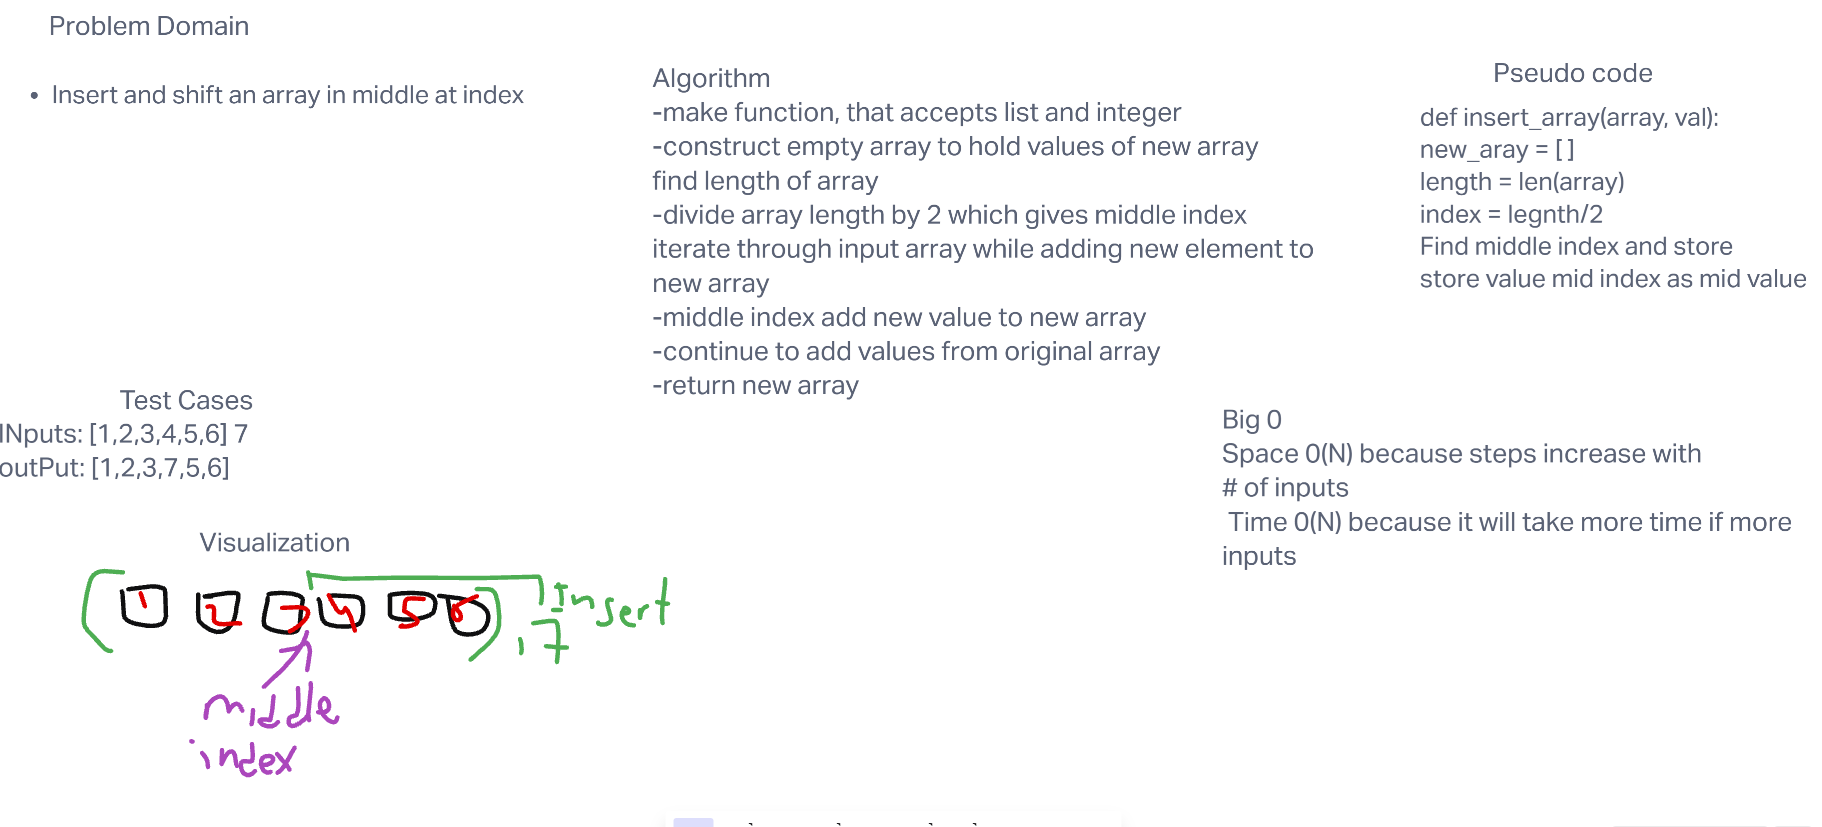 Problem Domain
• Insert and shift an array in middle at index
Algorithm
-make function, that accepts list and integer
-construct empty array to hold values of new array
find length of array
-divide array length by 2 which gives middle index
iterate through input array while adding new element to
new array
-middle index add new value to new array
-continue to add values from original array
-return new array
Pseudo code
def insert_array(array, val):
new_aray = [ ]
length = len(array)
index = legnth/2
Find middle index and store
store value mid index as mid value
Test Cases
INputs: [1,2,3,4,5,6] 7
outPut: [1,2,3,7,5,6]
Big 0
Space 0(N) because steps increase with
# of inputs
Time 0(N) because it will take more time if more
inputs
Visualization
( 1 2 3 4 5 6 ) , 7
Insert
middle
index